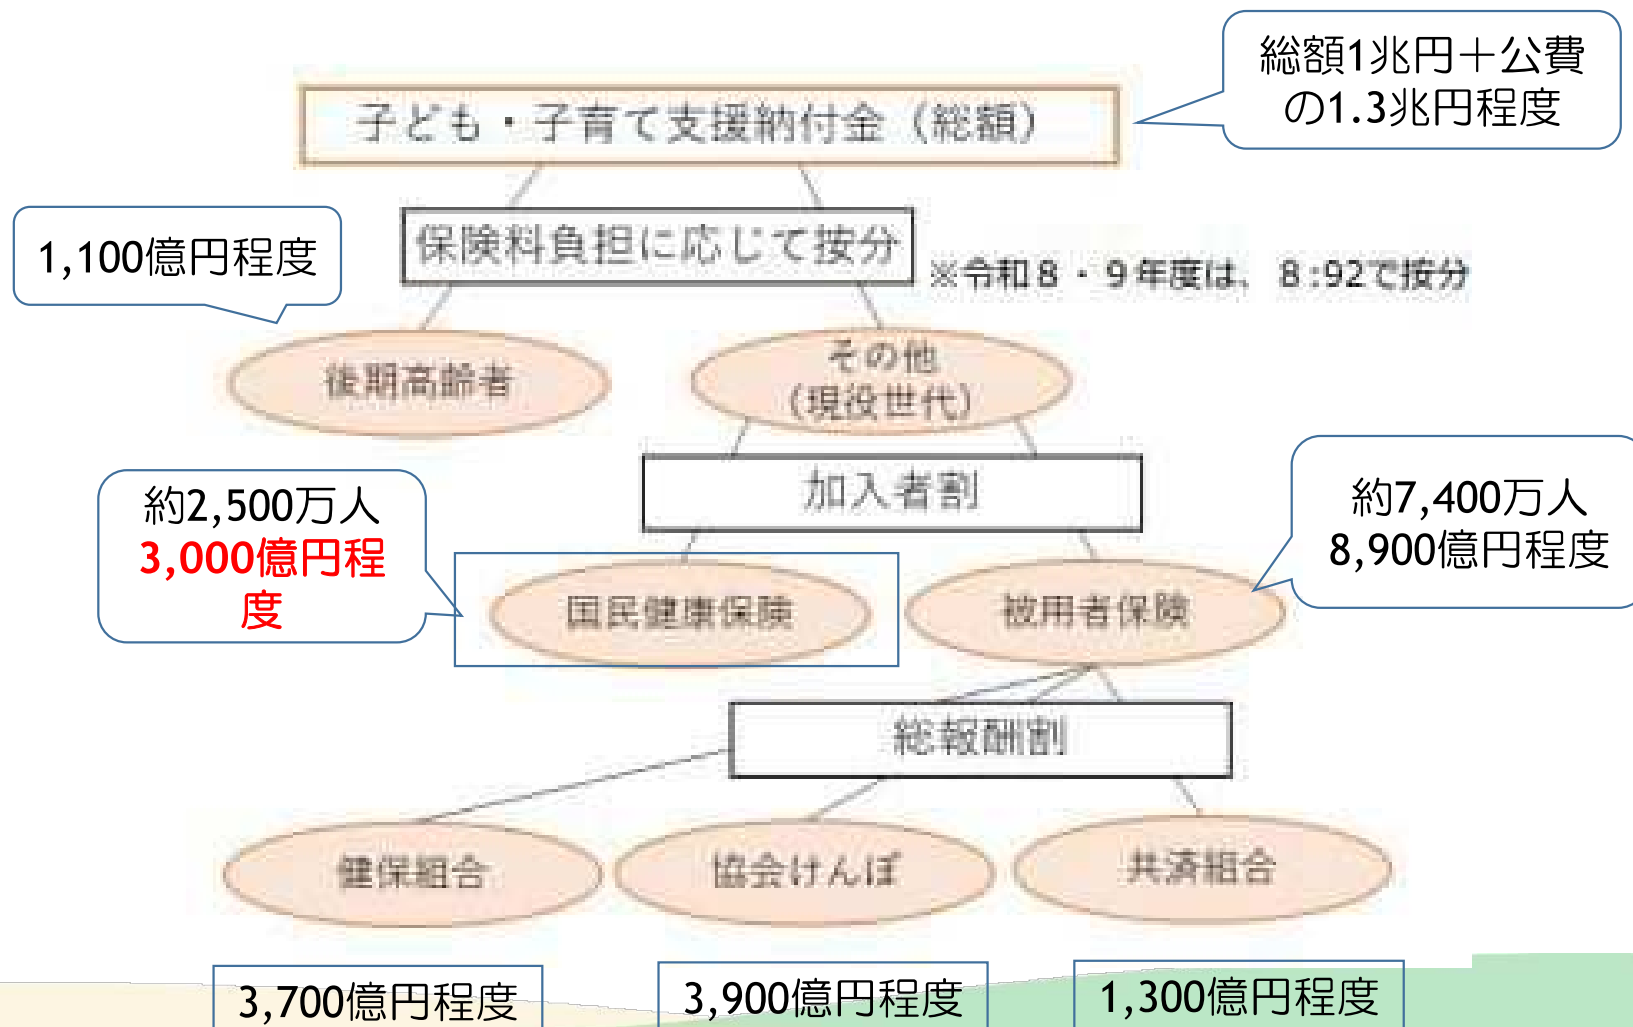 総額1兆円＋公費
の1.3兆円程度
子ども・子育て支援納付金（総額）
1,100億円程度
保険料負担に応じて按分
※令和８・９年度は、８:92で按分
後期高齢者
その他
（現役世代）
約2,500万人
3,000億円程
度
加入者割
約7,400万人
8,900億円程度
国民健康保険
被用者保険
総報酬割
健保組合
協会けんぽ
共済組合
3,700億円程度
3,900億円程度
1,300億円程度